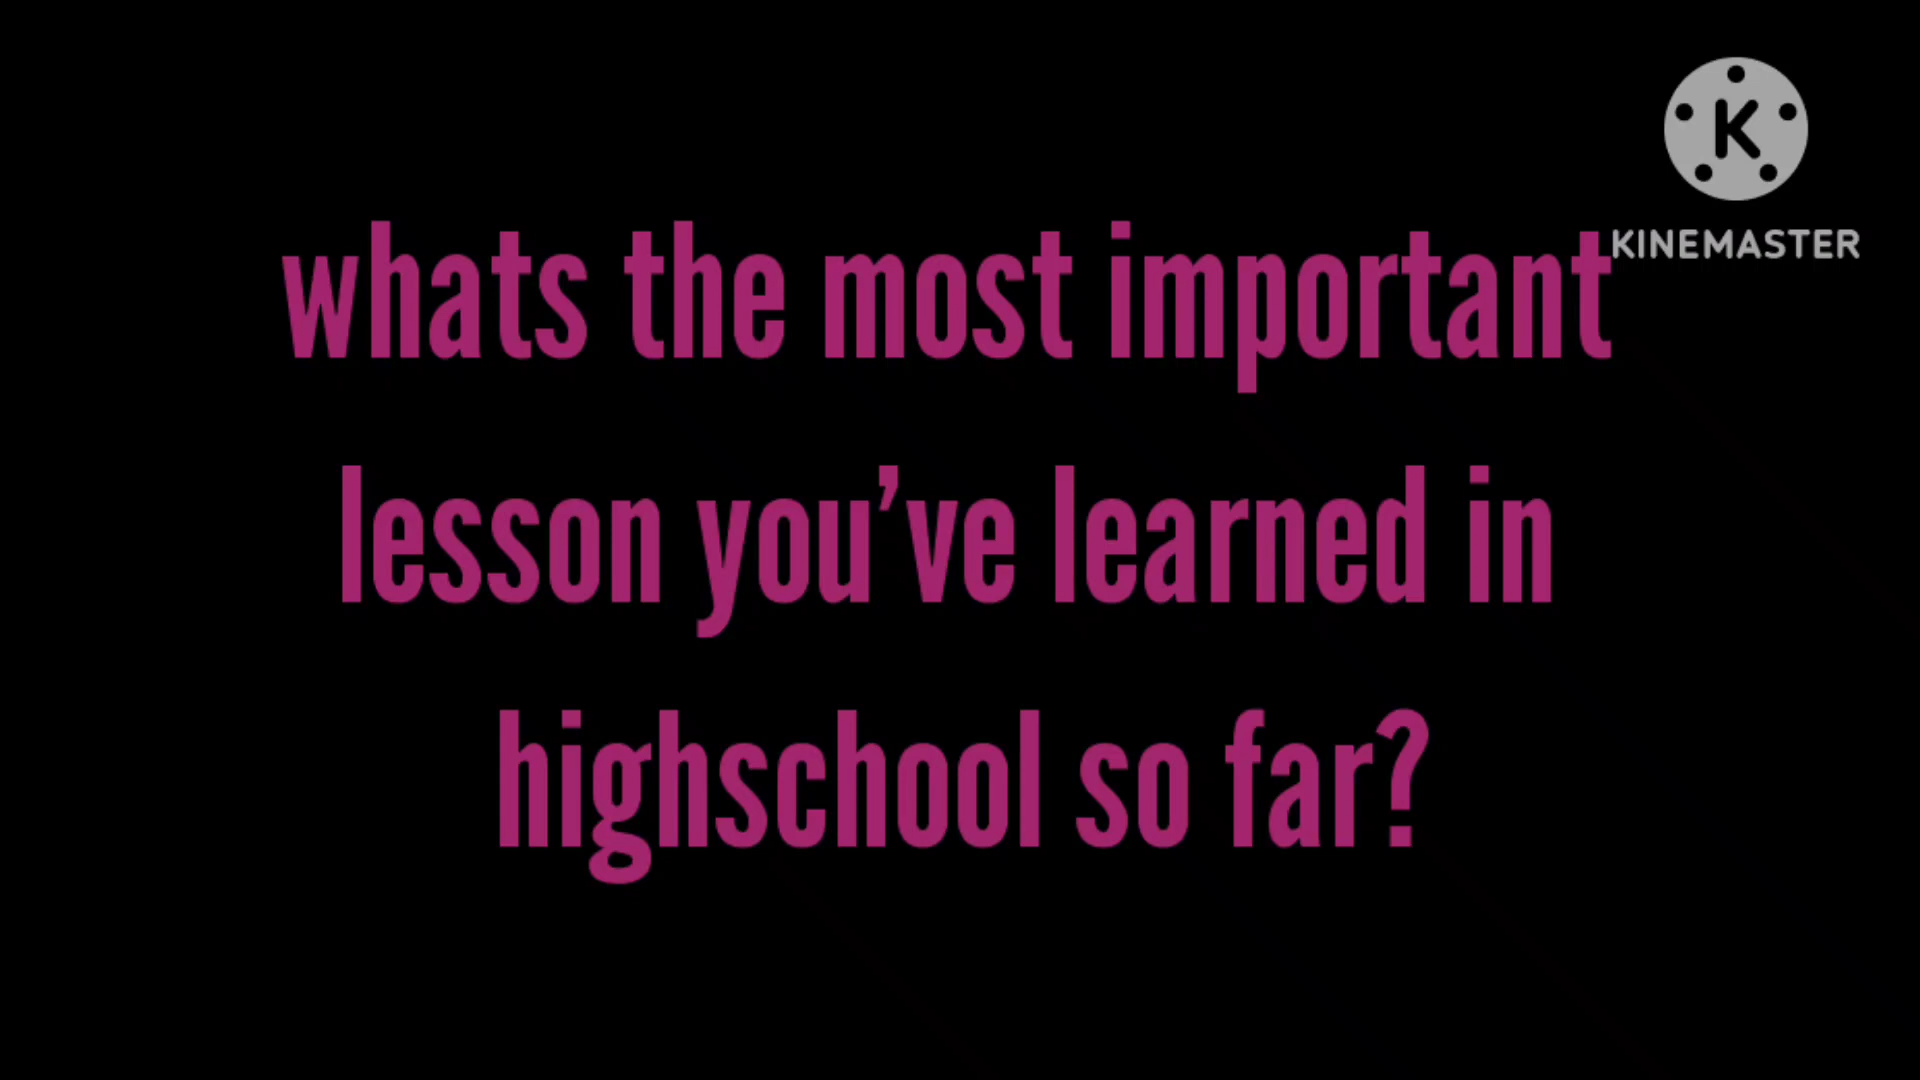 K
KINEMASTER
whats the most important
lesson you’ve learned in
highschool so far?